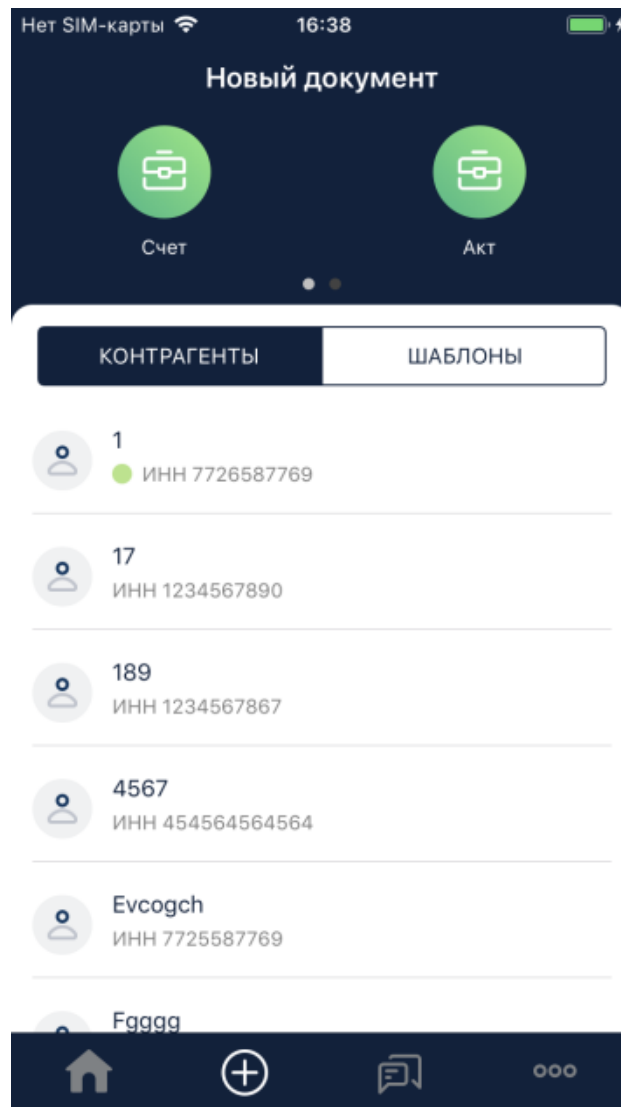 Нет SIM-карты 16:38
Новый документ
Счет Акт
КОНТРАГЕНТЫ ШАБЛОНЫ
1
ИНН 7726587769
17
ИНН 1234567890
189
ИНН 1234567867
4567
ИНН 454564564564
Evcogch
ИНН 7725587769
Fgggg